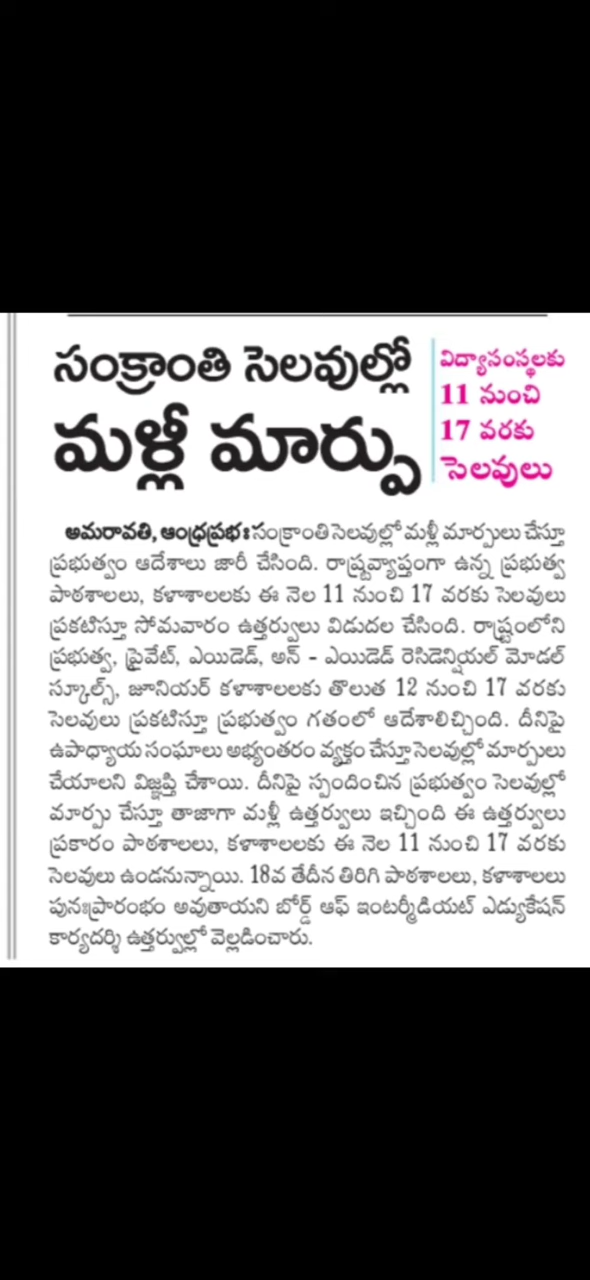 సంక్రాంతి సెలవుల్లో
మళ్లీ మార్పు
విద్యాసంస్థలకు
11 నుంచి
17 వరకు
సెలవులు
అమరావతి, ఆంధ్రప్రభ: సంక్రాంతి సెలవుల్లో మళ్లీ మార్పులు చేస్తూ
ప్రభుత్వం ఆదేశాలు జారీ చేసింది. రాష్ట్రవ్యాప్తంగా ఉన్న ప్రభుత్వ
పాఠశాలలు, కళాశాలలకు ఈ నెల 11 నుంచి 17 వరకు సెలవులు
ప్రకటిస్తూ సోమవారం ఉత్తర్వులు విడుదల చేసింది. రాష్ట్రంలోని
ప్రభుత్వ, ప్రైవేట్, ఎయిడెడ్, అన్ - ఎయిడెడ్ రెసిడెన్షియల్ మోడల్
స్కూల్స్, జూనియర్ కళాశాలలకు తొలుత 12 నుంచి 17 వరకు
సెలవులు ప్రకటిస్తూ ప్రభుత్వం గతంలో ఆదేశాలిచ్చింది. దీనిపై
ఉపాధ్యాయ సంఘాలు అభ్యంతరం వ్యక్తం చేస్తూ సెలవుల్లో మార్పులు
చేయాలని విజ్ఞప్తి చేశాయి. దీనిపై స్పందించిన ప్రభుత్వం సెలవుల్లో
మార్పు చేస్తూ తాజాగా మళ్లీ ఉత్తర్వులు ఇచ్చింది ఈ ఉత్తర్వులు
ప్రకారం పాఠశాలలు, కళాశాలలకు ఈ నెల 11 నుంచి 17 వరకు
సెలవులు ఉండనున్నాయి. 18వ తేదీన తిరిగి పాఠశాలలు, కళాశాలలు
పునఃప్రారంభం అవుతాయని బోర్డ్ ఆఫ్ ఇంటర్మీడియట్ ఎడ్యుకేషన్
కార్యదర్శి ఉత్తర్వుల్లో వెల్లడించారు.